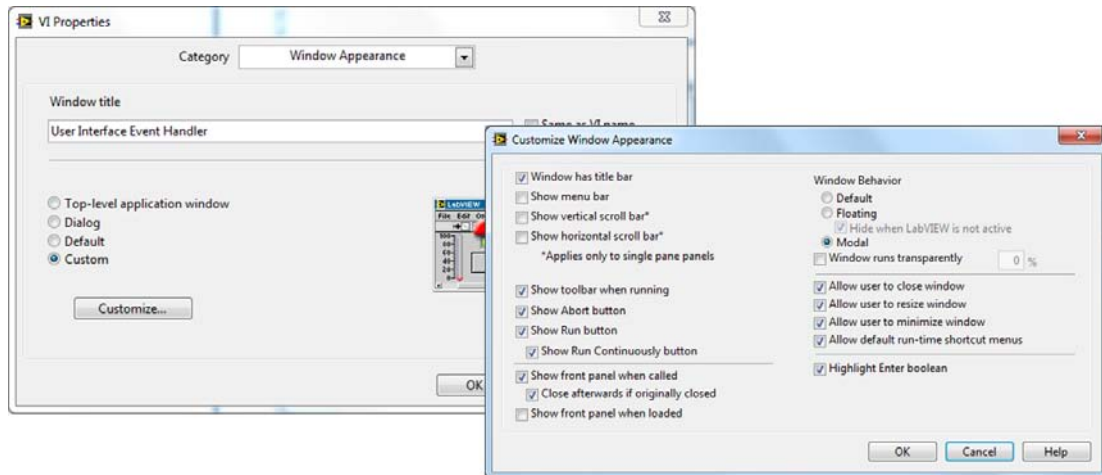 VI Properties
Category Window Appearance
Window title
User Interface Event Handler
Same as VI name
Top-level application window
Dialog
Default
Custom
Customize...
LabVIEW
File Edit
OK
Customize Window Appearance
Window has title bar
Show menu bar
Show vertical scroll bar*
Show horizontal scroll bar*
*Applies only to single pane panels
Show toolbar when running
Show Abort button
Show Run button
Show Run Continuously button
Show front panel when called
Close afterwards if originally closed
Show front panel when loaded
Window Behavior
Default
Floating
Hide when LabVIEW is not active
Modal
Window runs transparently 0 %
Allow user to close window
Allow user to resize window
Allow user to minimize window
Allow default run-time shortcut menus
Highlight Enter boolean
OK Cancel Help